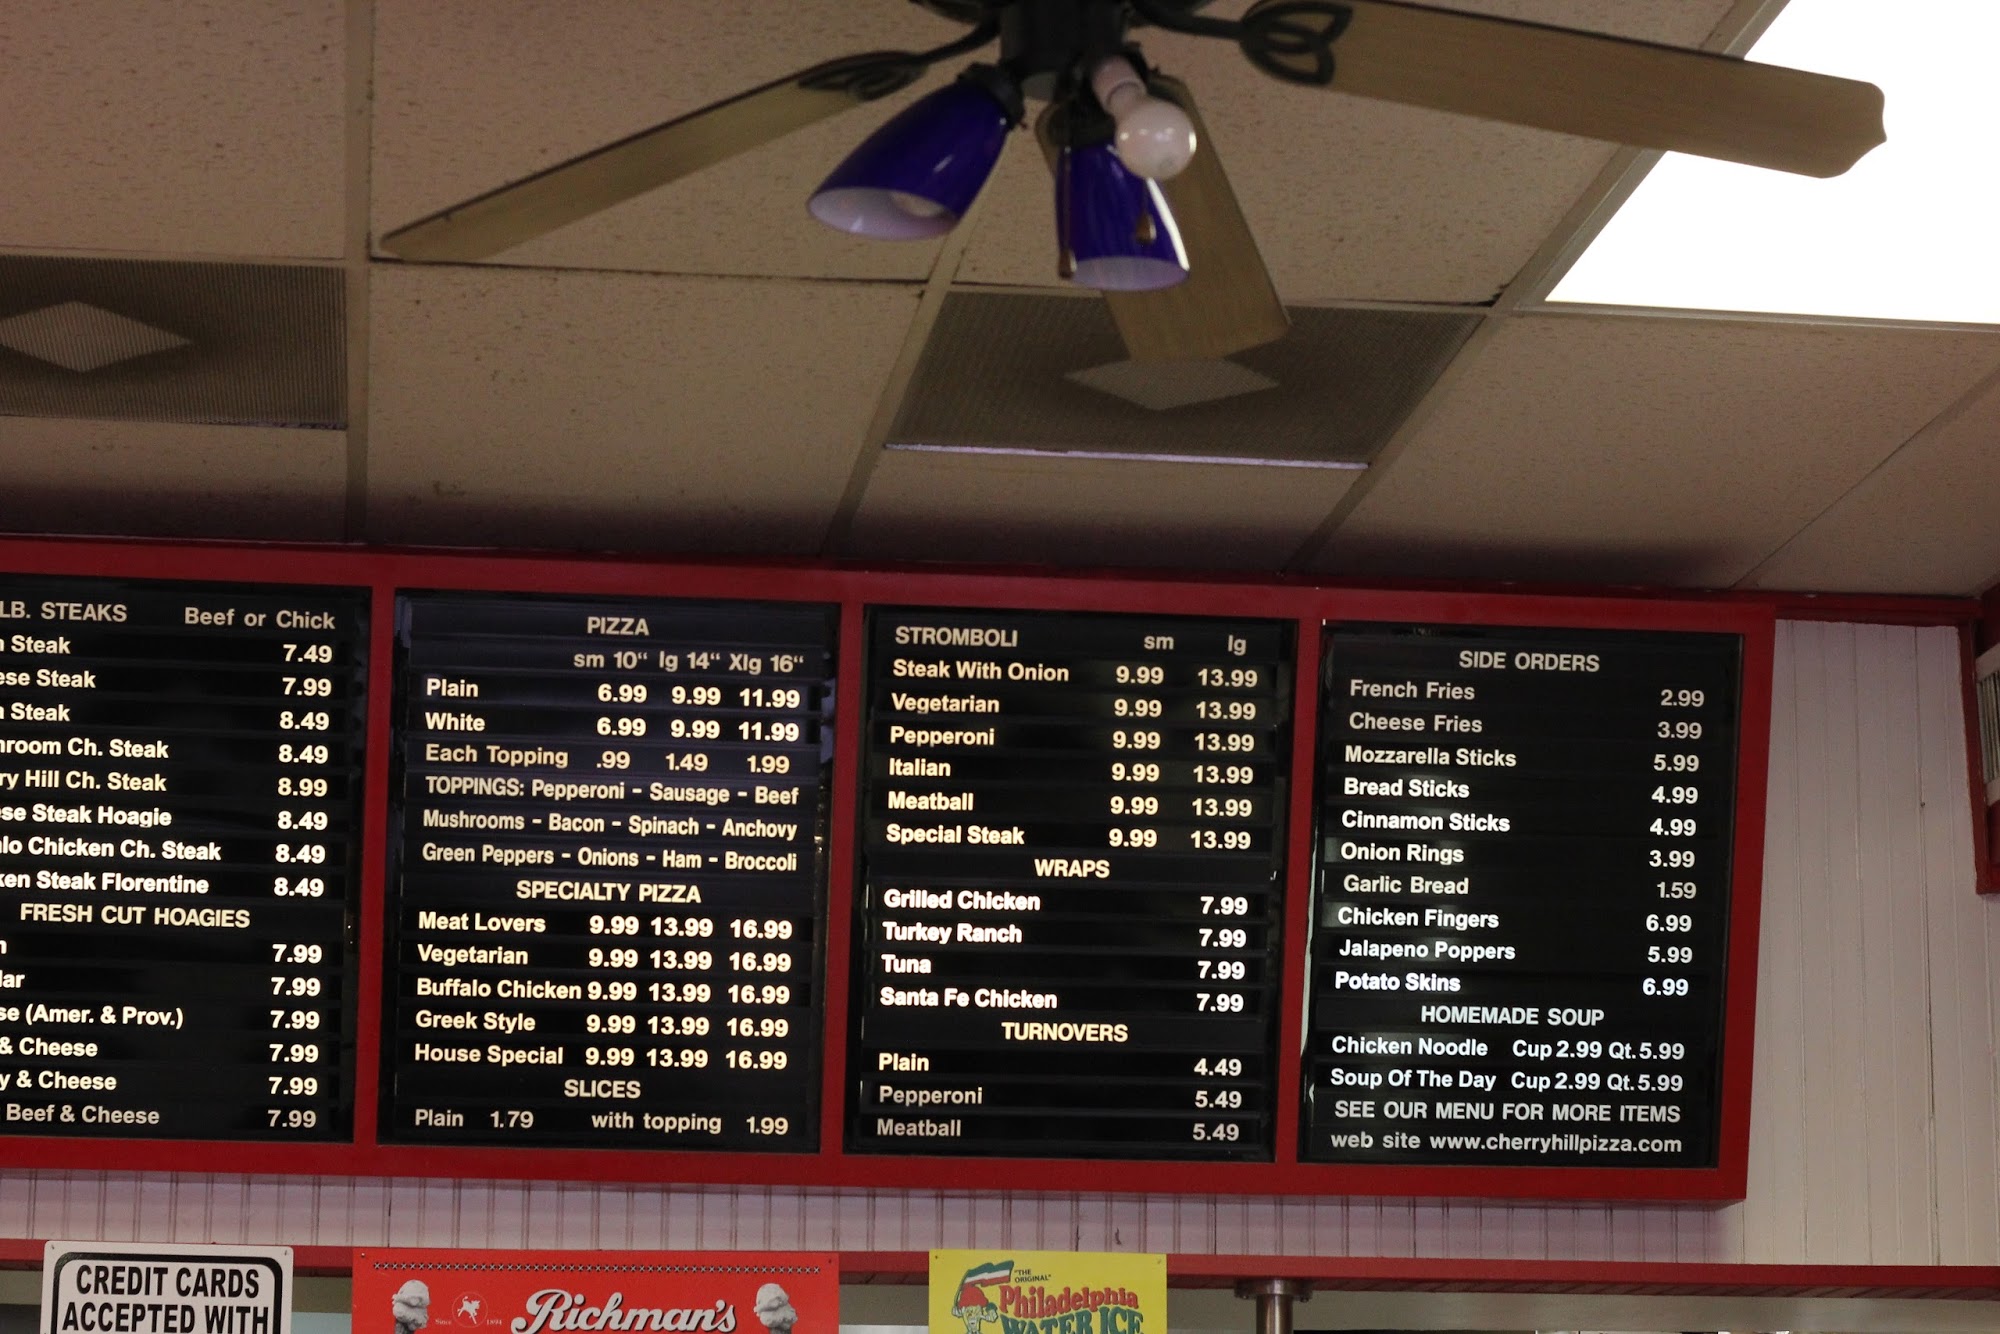 LB. STEAKS Beef or Chick
Steak 7.49
Steak 7.99
Steak 8.49
Ch. Steak 8.49
Hill Ch. Steak 8.99
Steak Hoagie 8.49
Chicken Ch. Steak 8.49
Steak Florentine 8.49
FRESH CUT HOAGIES
7.99
7.99
(Amer. & Prov.) 7.99
& Cheese 7.99
& Cheese 7.99
Beef & Cheese 7.99
PIZZA
sm 10“ lg 14“ Xlg 16“
Plain 6.99 9.99 11.99
White 6.99 9.99 11.99
Each Topping .99 1.49 1.99
TOPPINGS: Pepperoni - Sausage - Beef
Mushrooms - Bacon - Spinach - Anchovy
Green Peppers - Onions - Ham - Broccoli
SPECIALTY PIZZA
Meat Lovers 9.99 13.99 16.99
Vegetarian 9.99 13.99 16.99
Buffalo Chicken 9.99 13.99 16.99
Greek Style 9.99 13.99 16.99
House Special 9.99 13.99 16.99
SLICES
Plain 1.79 with topping 1.99
STROMBOLI sm lg
Steak With Onion 9.99 13.99
Vegetarian 9.99 13.99
Pepperoni 9.99 13.99
Italian 9.99 13.99
Meatball 9.99 13.99
Special Steak 9.99 13.99
WRAPS
Grilled Chicken 7.99
Turkey Ranch 7.99
Tuna 7.99
Santa Fe Chicken 7.99
TURNOVERS
Plain 4.49
Pepperoni 5.49
Meatball 5.49
SIDE ORDERS
French Fries 2.99
Cheese Fries 3.99
Mozzarella Sticks 5.99
Bread Sticks 4.99
Cinnamon Sticks 4.99
Onion Rings 3.99
Garlic Bread 1.59
Chicken Fingers 6.99
Jalapeno Poppers 5.99
Potato Skins 6.99
HOMEMADE SOUP
Chicken Noodle Cup 2.99 Qt. 5.99
Soup Of The Day Cup 2.99 Qt. 5.99
SEE OUR MENU FOR MORE ITEMS
web site www.cherryhillpizza.com
CREDIT CARDS
ACCEPTED WITH
Since 1894
Richman's
"THE
ORIGINAL"
Philadelphia
WATER ICE